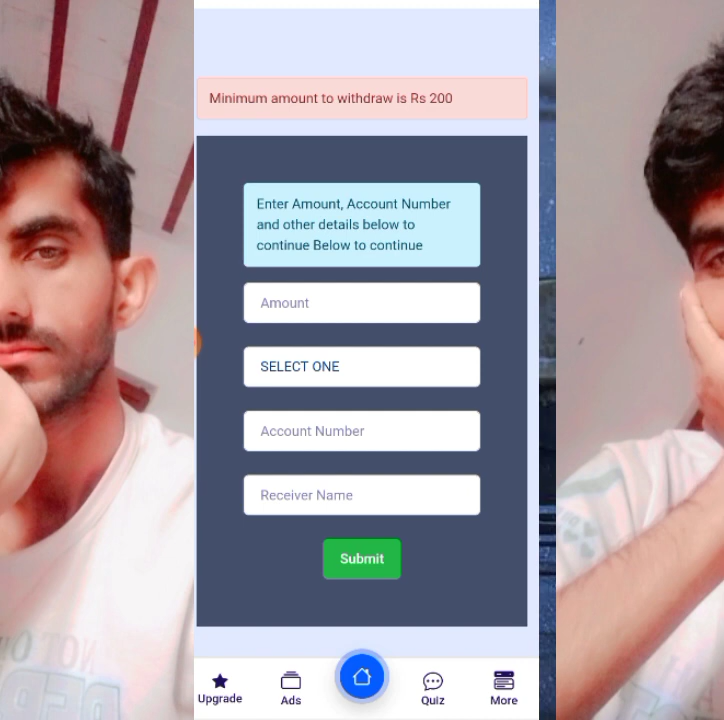 Minimum amount to withdraw is Rs 200
Enter Amount, Account Number
and other details below to
continue Below to continue
Amount
SELECT ONE
Account Number
Receiver Name
Submit
Upgrade
Ads
Quiz
More